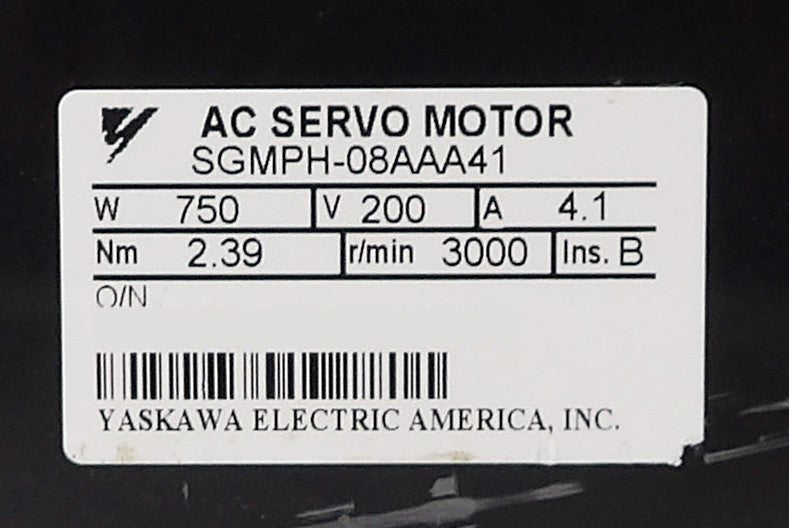 AC SERVO MOTOR
SGMPH-08AAA41
W 750 V 200 A 4.1
Nm 2.39 r/min 3000 Ins. B
O/N
YASKAWA ELECTRIC AMERICA, INC.